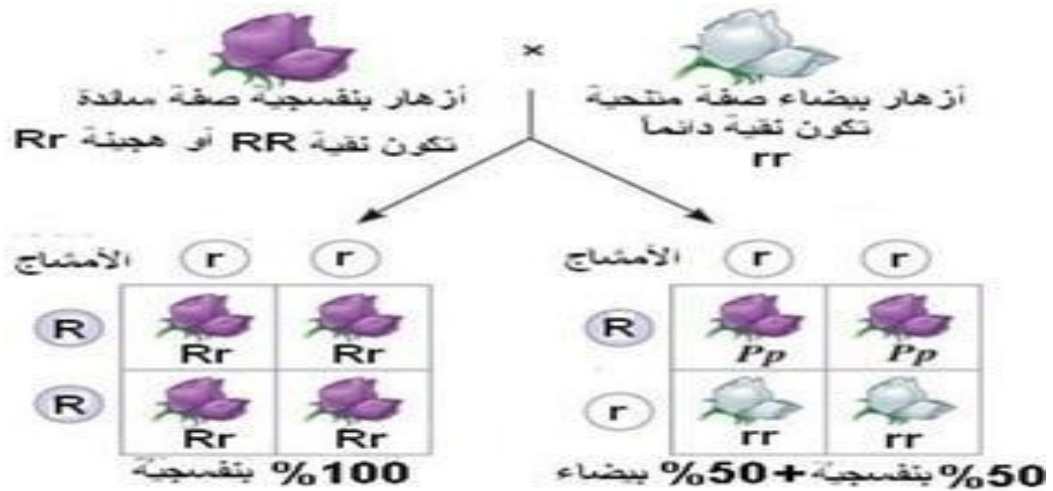 ×
أزهار بنفسجية صفة سائدة
تكون نقية RR أو هجينة Rr
أزهار بيضاء صفة متنحية
تكون نقية دائماً
rr
الأمشاج r r
R Rr Rr
R Rr Rr
%100 بنفسجية
الأمشاج r r
R Pp Pp
r rr rr
%50 بنفسجية + %50 بيضاء